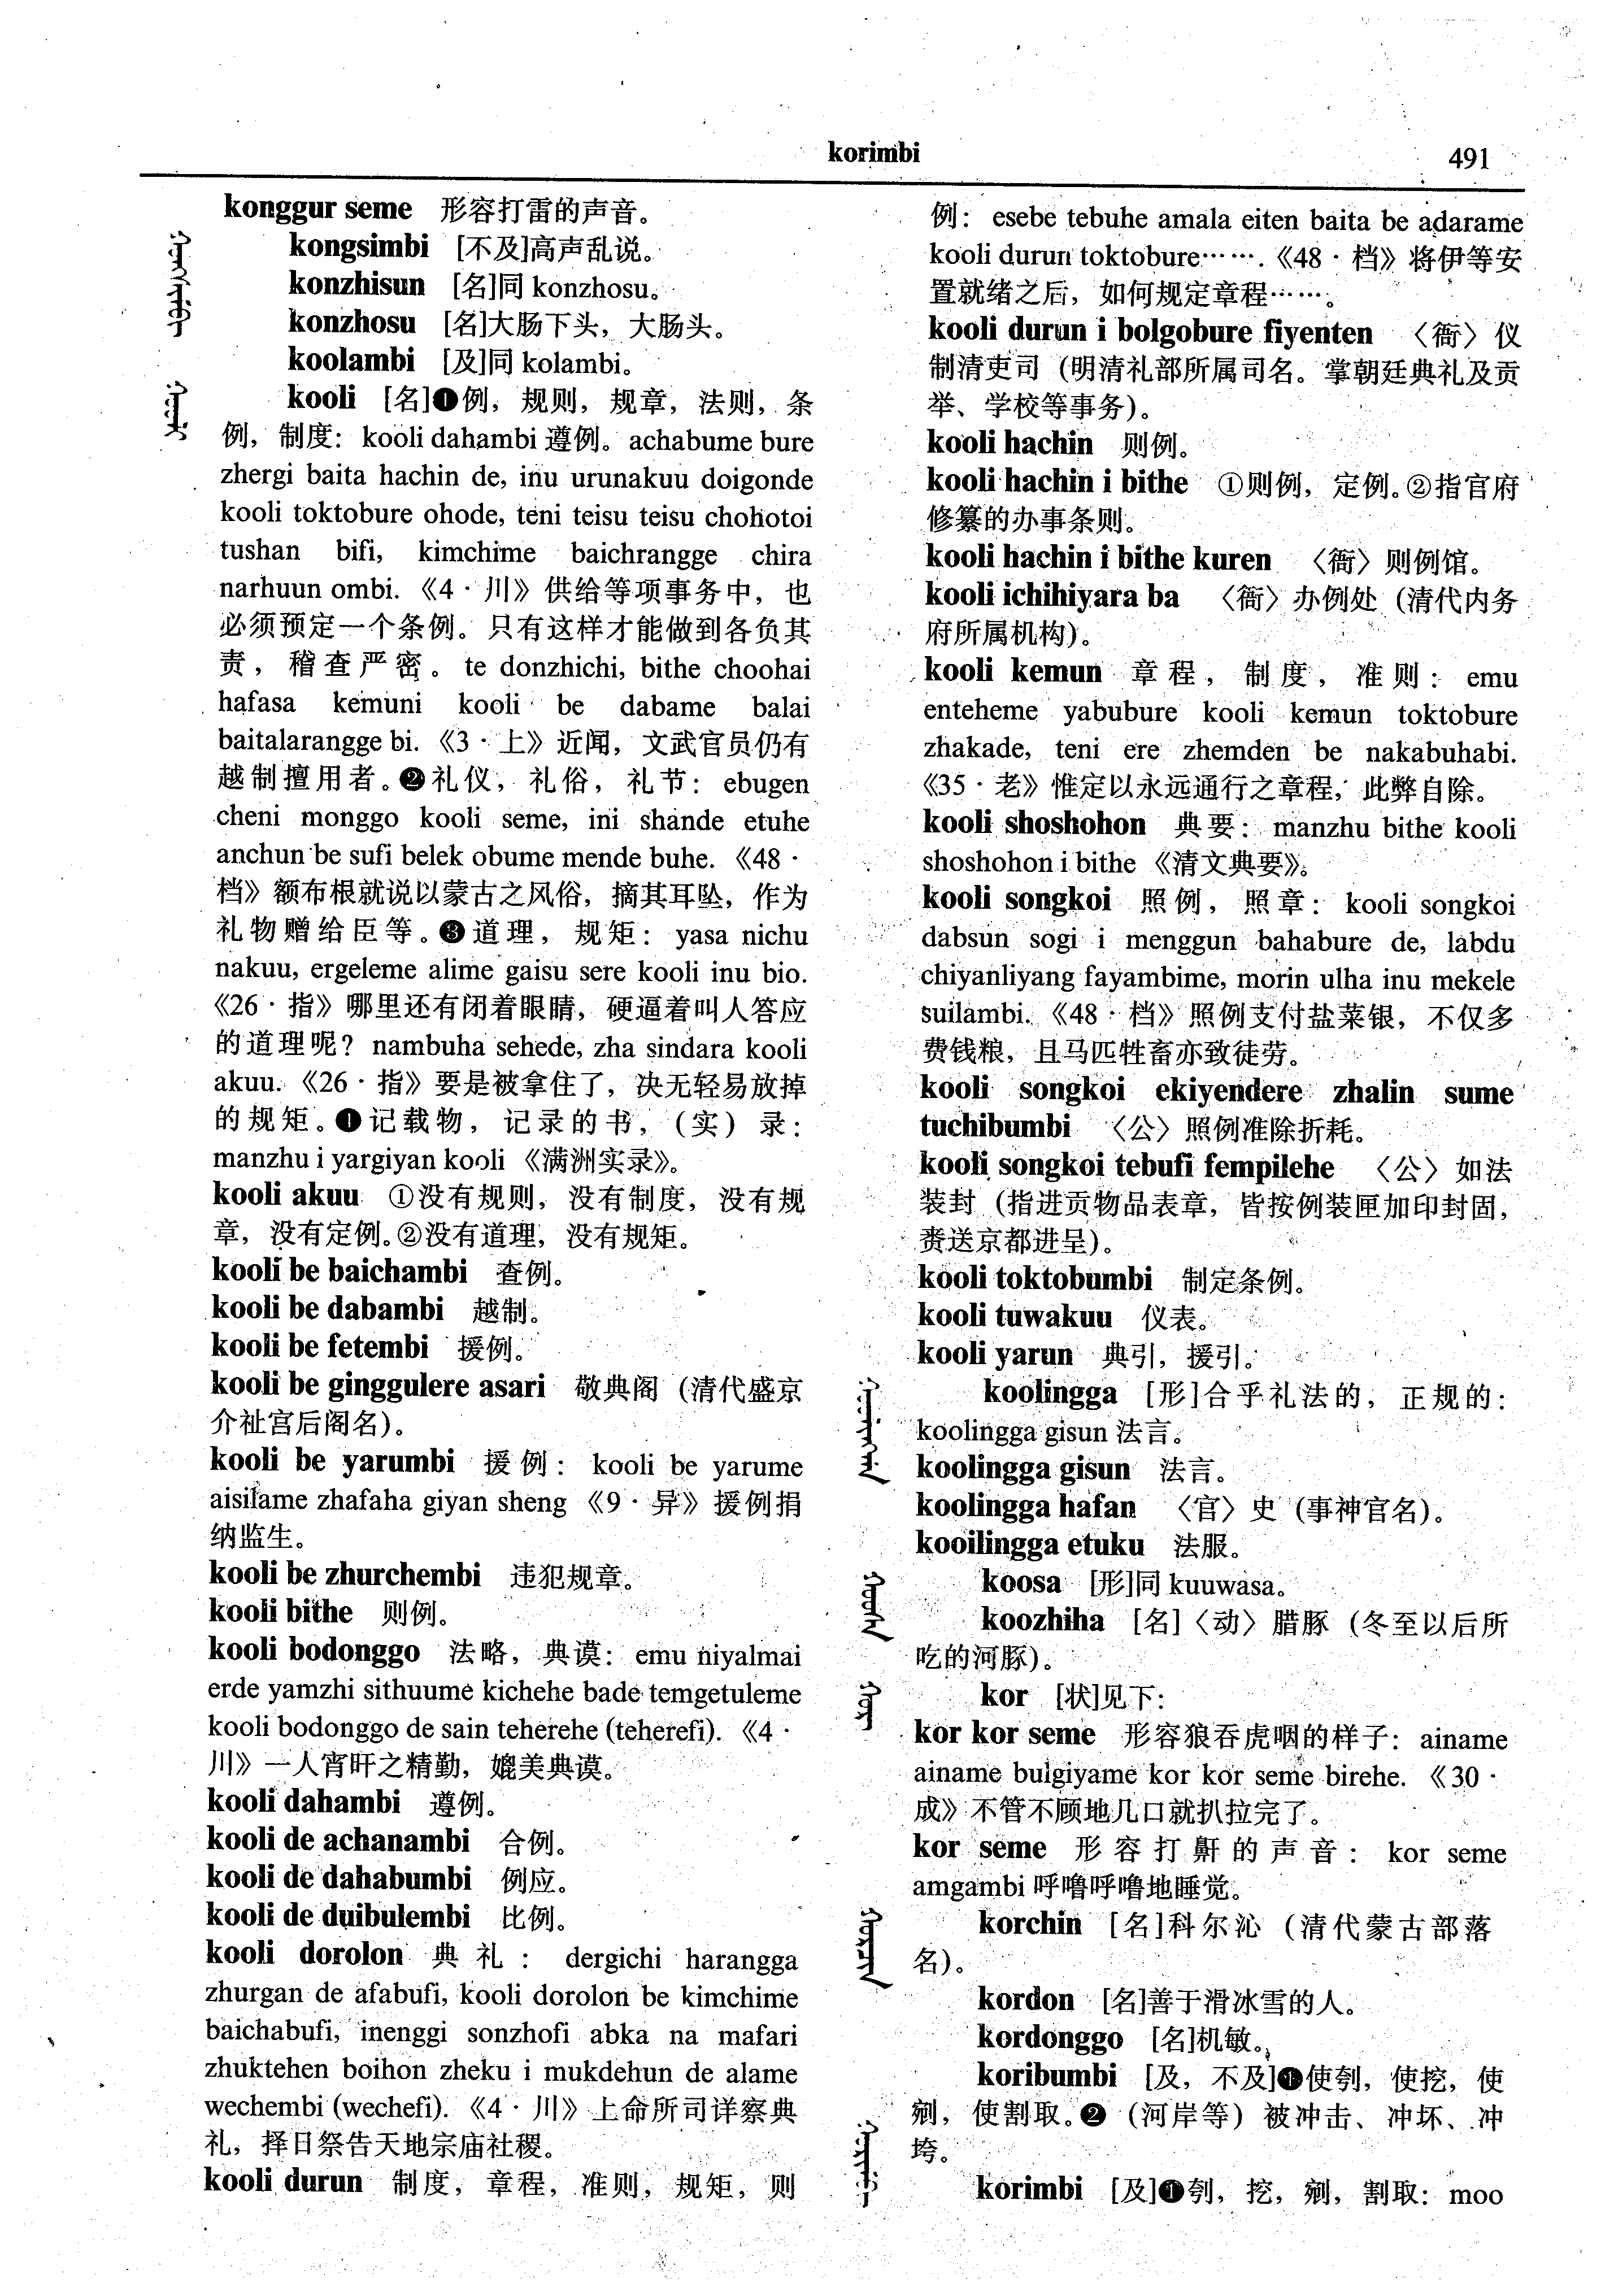 korimbi
491
konggur seme 形容打雷的声音。
kongsimbi [不及]高声乱说。
konzhisun [名]同 konzhosu。
konzhosu [名]大肠下头，大肠头。
koolambi [及]同 kolambi。
kooli [名]❶例，规则，规章，法则，条
例，制度：kooli dahambi 遵例。achabume bure
zhergi baita hachin de, inu urunakuu doigonde
kooli toktobure ohode, teni teisu teisu chohotoi
tushan bifi, kimchime baichrangge chira
narhuun ombi.《4·川》供给等项事务中，也
必须预定一个条例。只有这样才能做到各负其
责，稽查严密。te donzhichi, bithe choohai
hafasa kemuni kooli be dabame balai
baitalarangge bi.《3·上》近闻，文武官员仍有
越制擅用者。❷礼仪，礼俗，礼节：ebugen
cheni monggo kooli seme, ini shande etuhe
anchun be sufi belek obume mende buhe.《48·
档》额布根就说以蒙古之风俗，摘其耳坠，作为
礼物赠给臣等。❸道理，规矩：yasa nichu
nakuu, ergeleme alime gaisu sere kooli inu bio.
《26·指》哪里还有闭着眼睛，硬逼着叫人答应
的道理呢？nambuha sehede, zha sindara kooli
akuu.《26·指》要是被拿住了，决无轻易放掉
的规矩。❶记载物，记录的书，（实）录：
manzhu i yargiyan kooli《满洲实录》。
kooli akuu ①没有规则，没有制度，没有规
章，没有定例。②没有道理，没有规矩。
kooli be baichambi 查例。
kooli be dabambi 越制。
kooli be fetembi 援例。
kooli be ginggulere asari 敬典阁（清代盛京
介祉宫后阁名）。
kooli be yarumbi 援例：kooli be yarume
aisilame zhafaha giyan sheng《9·异》援例捐
纳监生。
kooli be zhurchembi 违犯规章。
kooli bithe 则例。
kooli bodonggo 法略，典谟：emu niyalmai
erde yamzhi sithuume kichehe bade temgetuleme
kooli bodonggo de sain teherehe (teherefi).《4·
川》一人宵旰之精勤，媲美典谟。
kooli dahambi 遵例。
kooli de achanambi 合例。
kooli de dahabumbi 例应。
kooli de duibulembi 比例。
kooli dorolon 典礼：dergichi harangga
zhurgan de afabufi, kooli dorolon be kimchime
baichabufi, inenggi sonzhofi abka na mafari
zhuktehen boihon zheku i mukdehun de alame
wechembi (wechefi).《4·川》上命所司详察典
礼，择日祭告天地宗庙社稷。
kooli durun 制度，章程，准则，规矩，则
例：esebe tebuhe amala eiten baita be adarame
kooli durun toktobure…….《48·档》将伊等安
置就绪之后，如何规定章程……。
kooli durun i bolgobure fiyenten 〈衙〉仪
制清吏司（明清礼部所属司名。掌朝廷典礼及贡
举、学校等事务）。
kooli hachin 则例。
kooli hachin i bithe ①则例，定例。②指官府
修纂的办事条则。
kooli hachin i bithe kuren 〈衙〉则例馆。
kooli ichihiyara ba 〈衙〉办例处（清代内务
府所属机构）。
kooli kemun 章程，制度，准则：emu
enteheme yabubure kooli kemun toktobure
zhakade, teni ere zhemden be nakabuhabi.
《35·老》惟定以永远通行之章程，此弊自除。
kooli shoshohon 典要：manzhu bithe kooli
shoshohon i bithe《清文典要》。
kooli songkoi 照例，照章：kooli songkoi
dabsun sogi i menggun bahabure de, labdu
chiyanliyang fayambime, morin ulha inu mekele
suilambi.《48·档》照例支付盐菜银，不仅多
费钱粮，且马匹牲畜亦致徒劳。
kooli songkoi ekiyendere zhalin sume
tuchibumbi 〈公〉照例准除折耗。
kooli songkoi tebufi fempilehe 〈公〉如法
装封（指进贡物品表章，皆按例装匣加印封固，
赍送京都进呈）。
kooli toktobumbi 制定条例。
kooli tuwakuu 仪表。
kooli yarun 典引，援引。
koolingga [形]合乎礼法的，正规的：
koolingga gisun 法言。
koolingga gisun 法言。
koolingga hafan 〈官〉史（事神官名）。
kooilingga etuku 法服。
koosa [形]同 kuuwasa。
koozhiha [名]〈动〉腊豚（冬至以后所
吃的河豚）。
kor [状]见下：
kor kor seme 形容狼吞虎咽的样子：ainame
ainame bulgiyame kor kor seme birehe.《30·
成》不管不顾地几口就扒拉完了。
kor seme 形容打鼾的声音：kor seme
amgambi 呼噜呼噜地睡觉。
korchin [名]科尔沁（清代蒙古部落
名）。
kordon [名]善于滑冰雪的人。
kordonggo [名]机敏。
koribumbi [及，不及]❶使刳，使挖，使
剜，使割取。❷（河岸等）被冲击、冲坏、冲
垮。
korimbi [及]❶刳，挖，剜，割取：moo